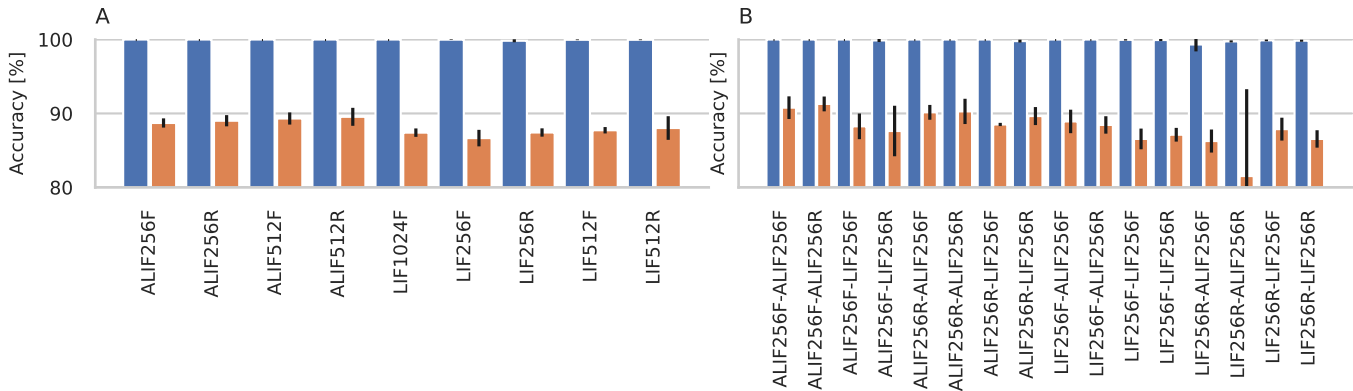 A
Accuracy [%]
100
90
80
ALIF256F
ALIF256R
ALIF512F
ALIF512R
LIF1024F
LIF256F
LIF256R
LIF512F
LIF512R
B
Accuracy [%]
ALIF256F-ALIF256F
ALIF256F-ALIF256R
ALIF256F-LIF256F
ALIF256F-LIF256R
ALIF256R-ALIF256F
ALIF256R-ALIF256R
ALIF256R-LIF256F
ALIF256R-LIF256R
LIF256F-ALIF256F
LIF256F-ALIF256R
LIF256F-LIF256F
LIF256F-LIF256R
LIF256R-ALIF256F
LIF256R-ALIF256R
LIF256R-LIF256F
LIF256R-LIF256R